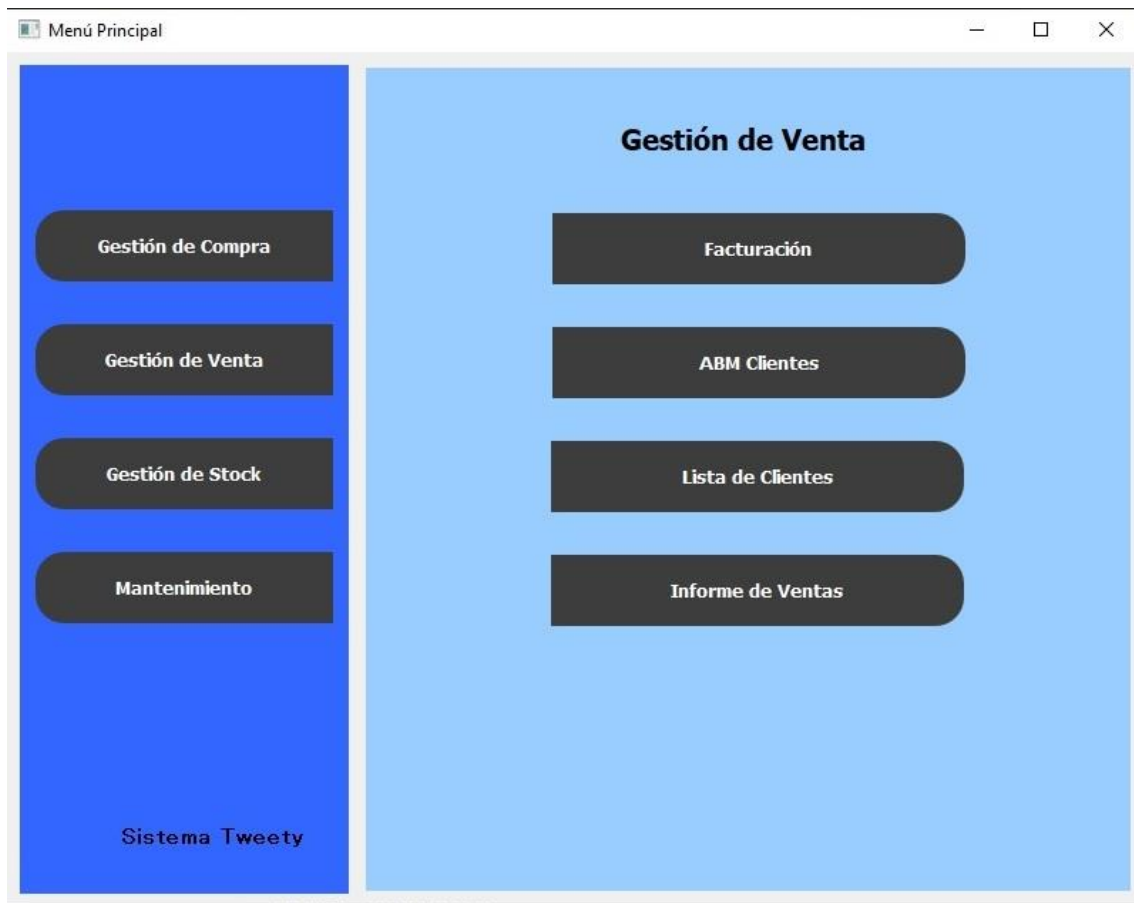 Menú Principal
Gestión de Compra
Gestión de Venta
Gestión de Stock
Mantenimiento
Sistema Tweety
Gestión de Venta
Facturación
ABM Clientes
Lista de Clientes
Informe de Ventas